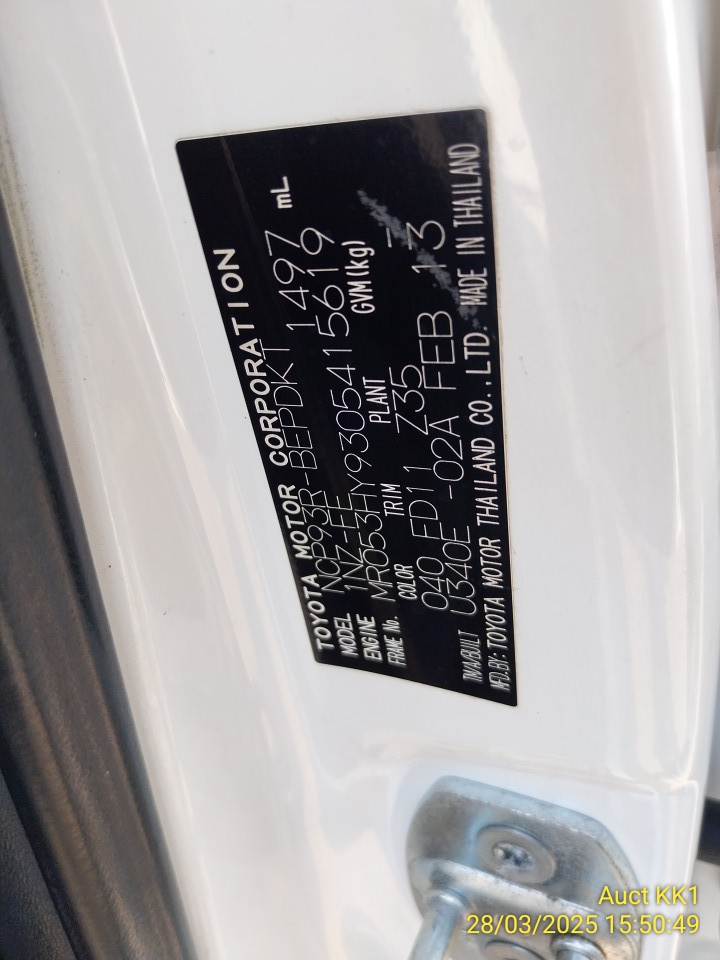 TOYOTA MOTOR CORPORATION
MODEL NCP93R-BEPDKT 1497 mL
ENGINE 1NZ-FE
FRAME No. MR053HY9305415619
COLOR TRIM PLANT GVM(kg)
040 FD11 Z35
TM/A/BUILT U340E -02A FEB 13
MFD.BY: TOYOTA MOTOR THAILAND CO.,LTD. MADE IN THAILAND
Auct KK1
28/03/2025 15:50:49